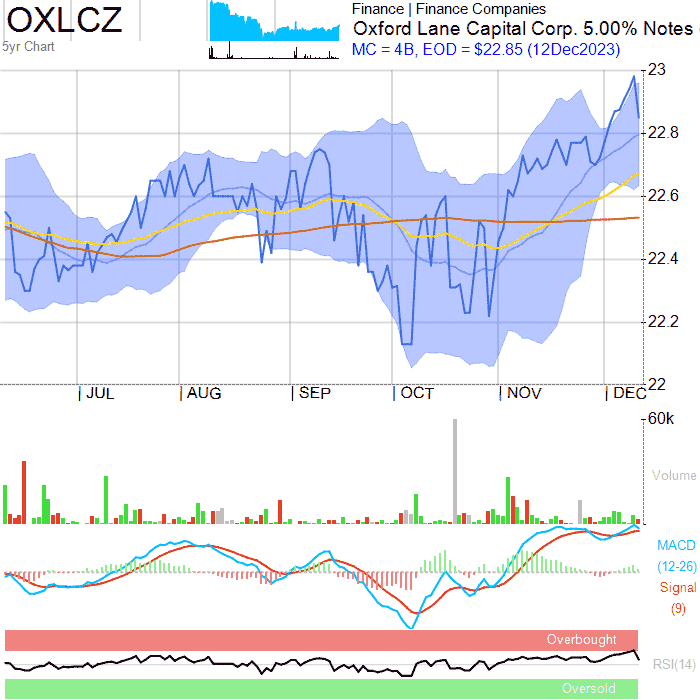 OXLCZ
5yr Chart
Finance | Finance Companies
Oxford Lane Capital Corp. 5.00% Notes
MC = 4B, EOD = $22.85 (12Dec2023)
23
22.8
22.6
22.4
22.2
22
JUL AUG SEP OCT NOV DEC
60k
Volume
MACD
(12-26)
Signal
(9)
Overbought
RSI(14)
Oversold